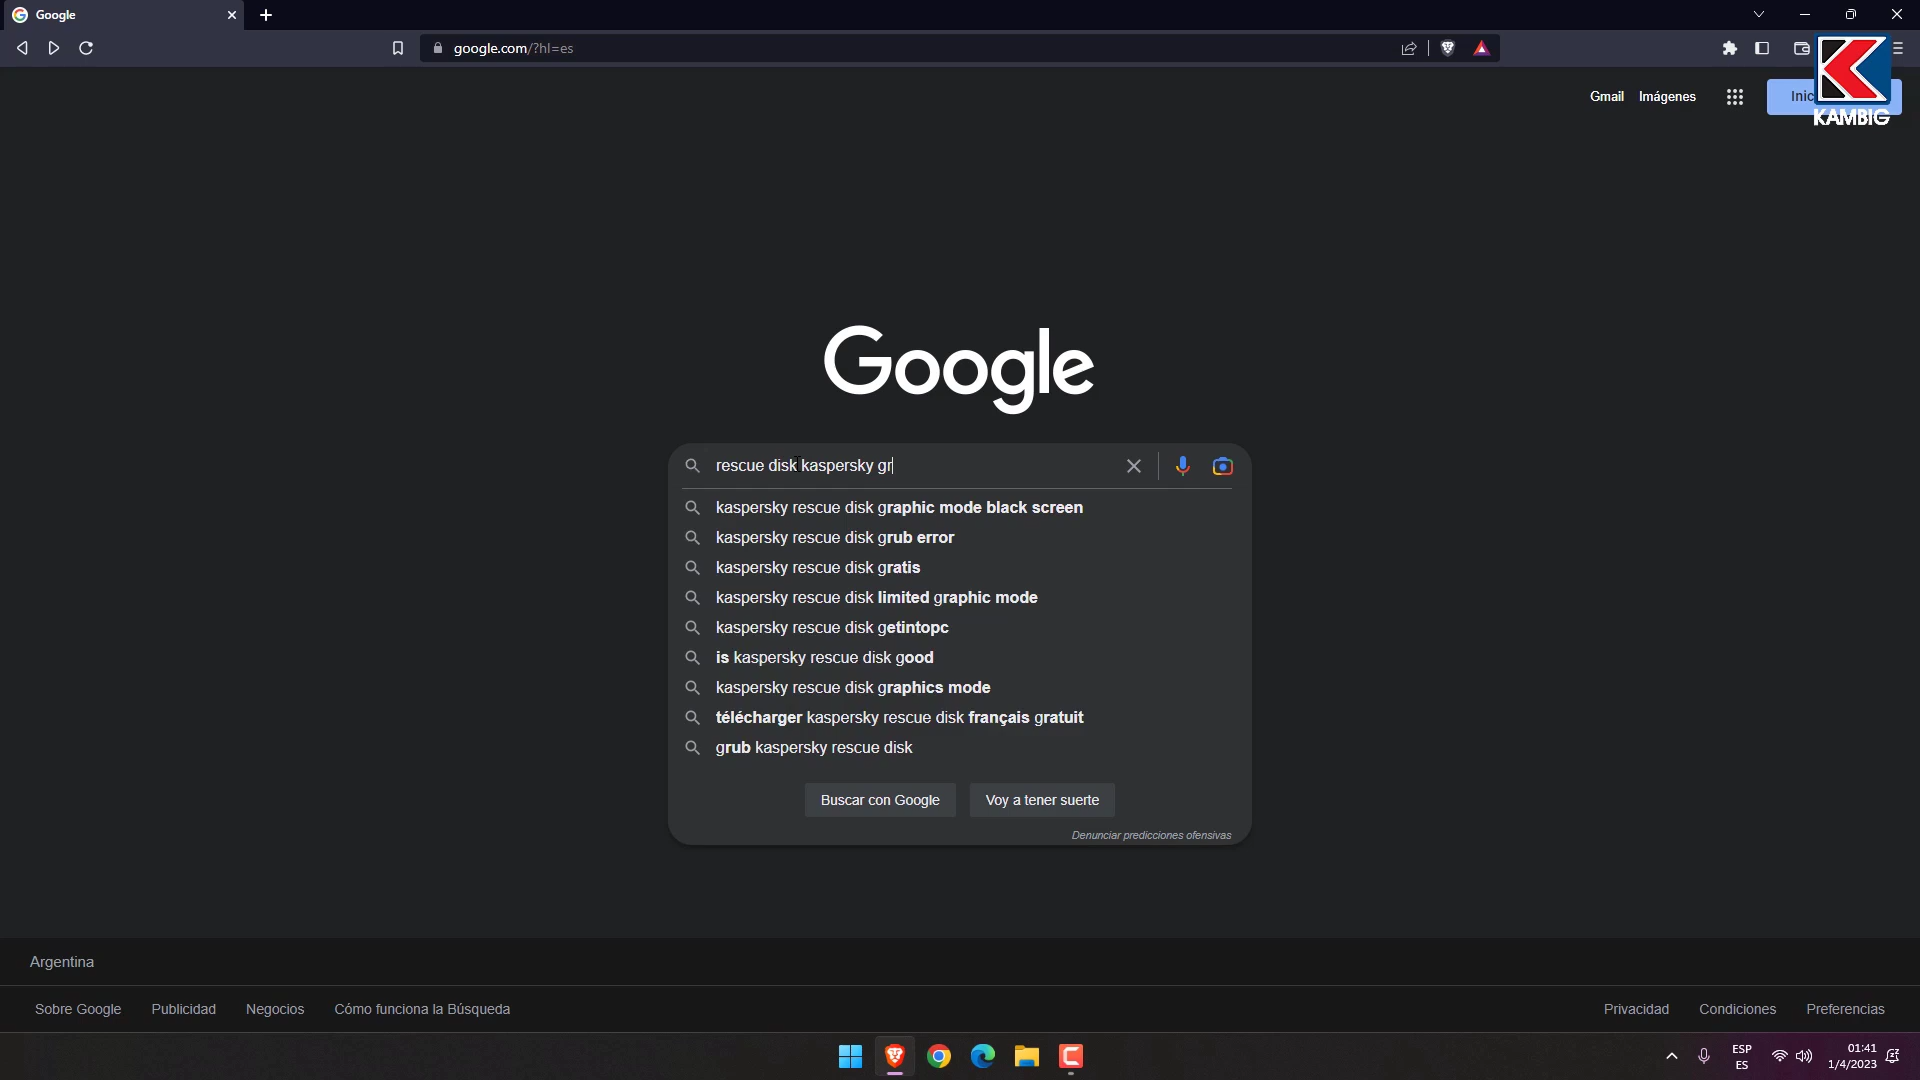 Google
google.com/?hl=es
Gmail Imágenes
Inic
KAMBIG
Google
rescue disk kaspersky gr
kaspersky rescue disk graphic mode black screen
kaspersky rescue disk grub error
kaspersky rescue disk gratis
kaspersky rescue disk limited graphic mode
kaspersky rescue disk getintopc
is kaspersky rescue disk good
kaspersky rescue disk graphics mode
télécharger kaspersky rescue disk français gratuit
grub kaspersky rescue disk
Buscar con Google Voy a tener suerte
Denunciar predicciones ofensivas
Argentina
Sobre Google Publicidad Negocios Cómo funciona la Búsqueda Privacidad Condiciones Preferencias
ESP 01:41
ES 1/4/2023